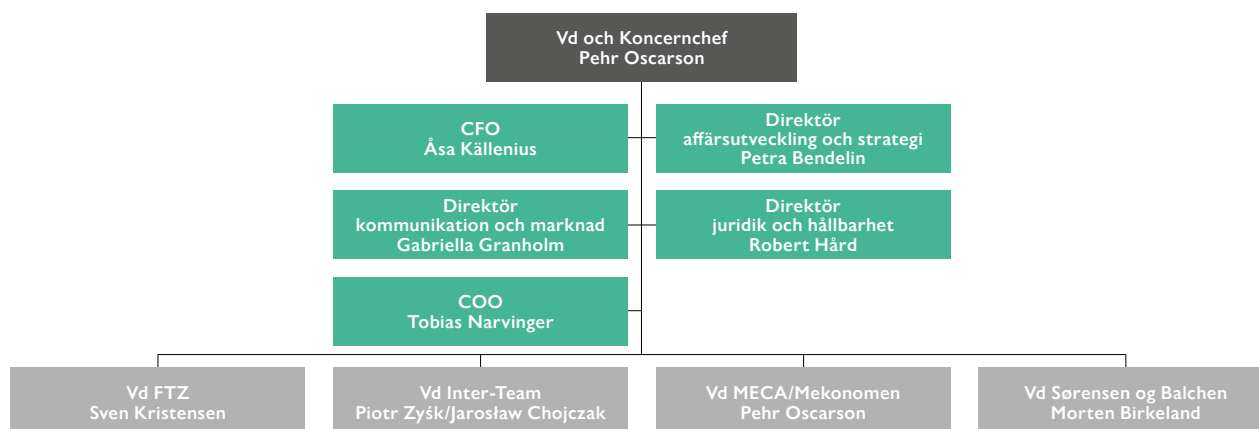 Vd och Koncernchef
Pehr Oscarson
CFO
Åsa Källenius
Direktör
affärsutveckling och strategi
Petra Bendelin
Direktör
kommunikation och marknad
Gabriella Granholm
Direktör
juridik och hållbarhet
Robert Hård
COO
Tobias Narvinger
Vd FTZ
Sven Kristensen
Vd Inter-Team
Piotr Zyśk/Jarosław Chojczak
Vd MECA/Mekonomen
Pehr Oscarson
Vd Sørensen og Balchen
Morten Birkeland